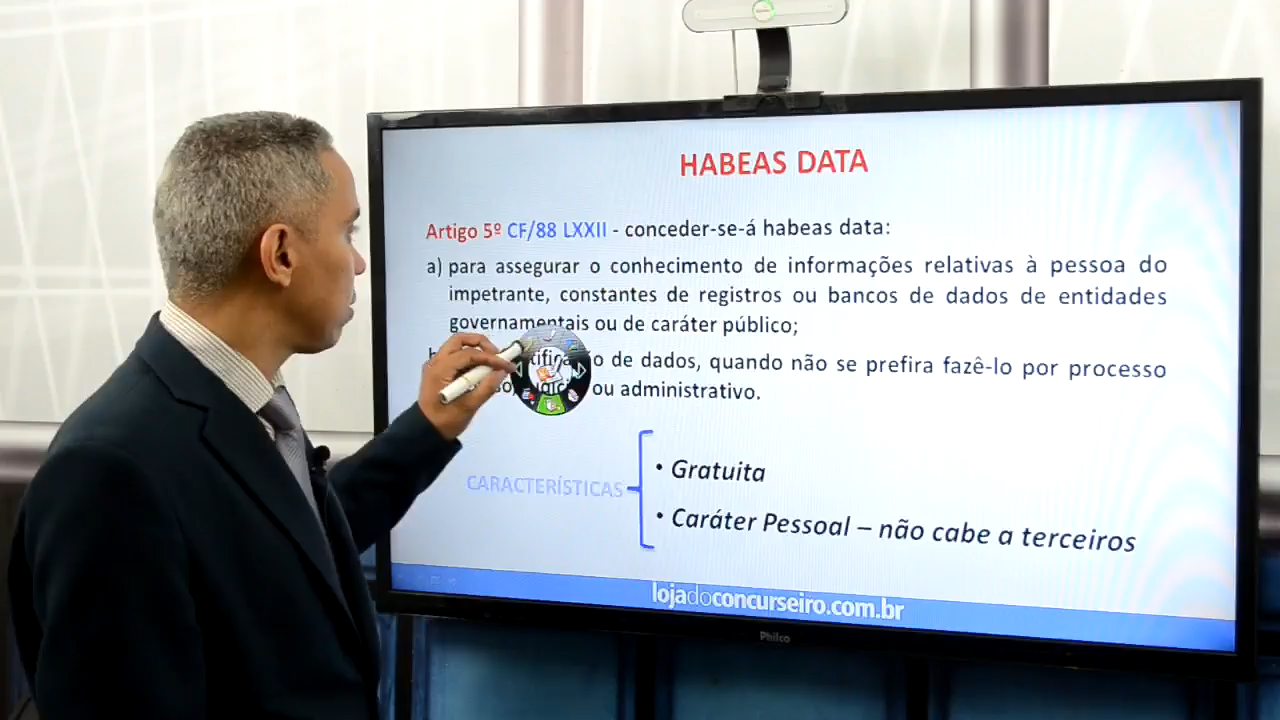 HABEAS DATA
Artigo 5º CF/88 LXXII - conceder-se-á habeas data:
a) para assegurar o conhecimento de informações relativas à pessoa do
impetrante, constantes de registros ou bancos de dados de entidades
governamentais ou de caráter público;
de dados, quando não se prefira fazê-lo por processo
ou administrativo.
CARACTERÍSTICAS
• Gratuita
• Caráter Pessoal – não cabe a terceiros
lojadoconcurseiro.com.br
Philco